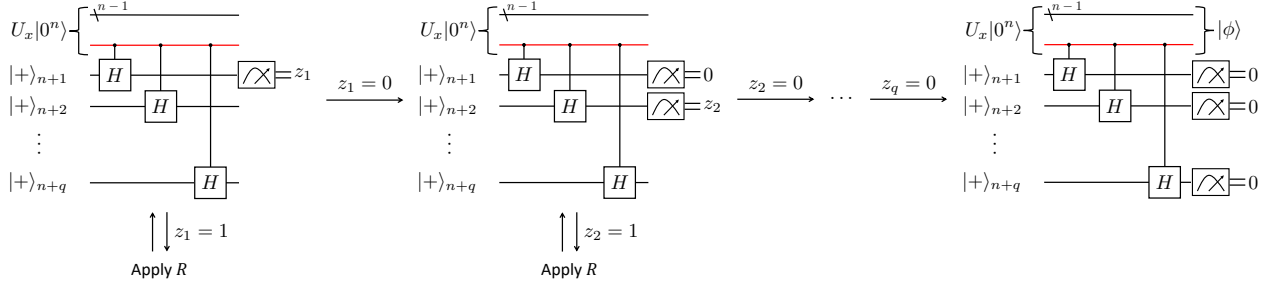 n − 1 n − 1 n − 1
U_x|0^n⟩ U_x|0^n⟩ U_x|0^n⟩ |ϕ⟩
|+⟩_{n+1} H z_1 z_1 = 0 |+⟩_{n+1} H 0 z_2 = 0 ⋯ z_q = 0 |+⟩_{n+1} H 0
|+⟩_{n+2} H |+⟩_{n+2} H z_2 |+⟩_{n+2} H 0
⋮ ⋮ ⋮
|+⟩_{n+q} H |+⟩_{n+q} H |+⟩_{n+q} H 0
z_1 = 1 z_2 = 1
Apply R Apply R